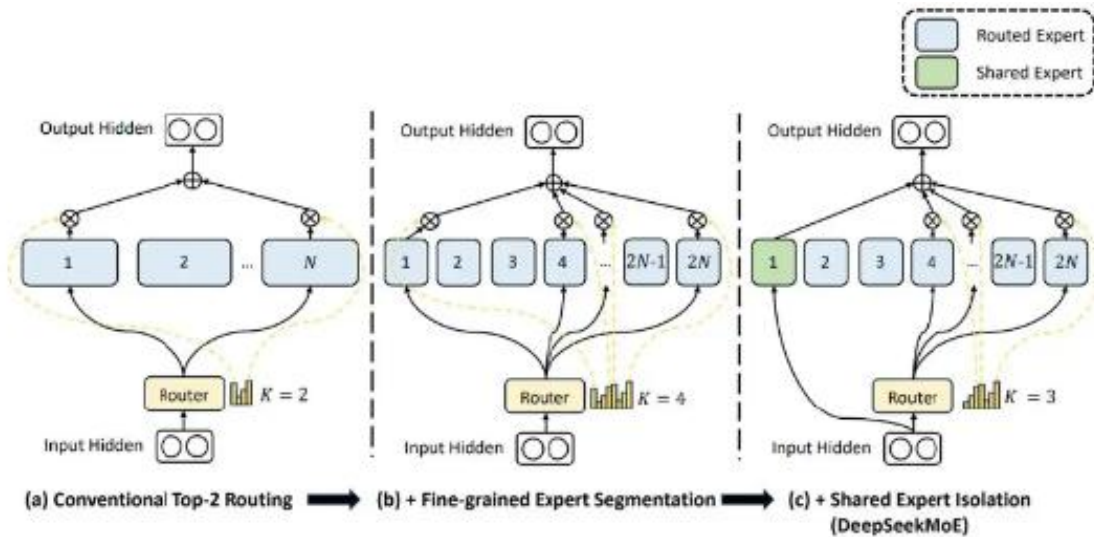 Routed Expert
Shared Expert
Output Hidden
1
2
...
N
Router
K = 2
Input Hidden
(a) Conventional Top-2 Routing
Output Hidden
1
2
3
4
...
2N-1
2N
Router
K = 4
Input Hidden
(b) + Fine-grained Expert Segmentation
Output Hidden
1
2
3
4
...
2N-1
2N
Router
K = 3
Input Hidden
(c) + Shared Expert Isolation
(DeepSeekMoE)